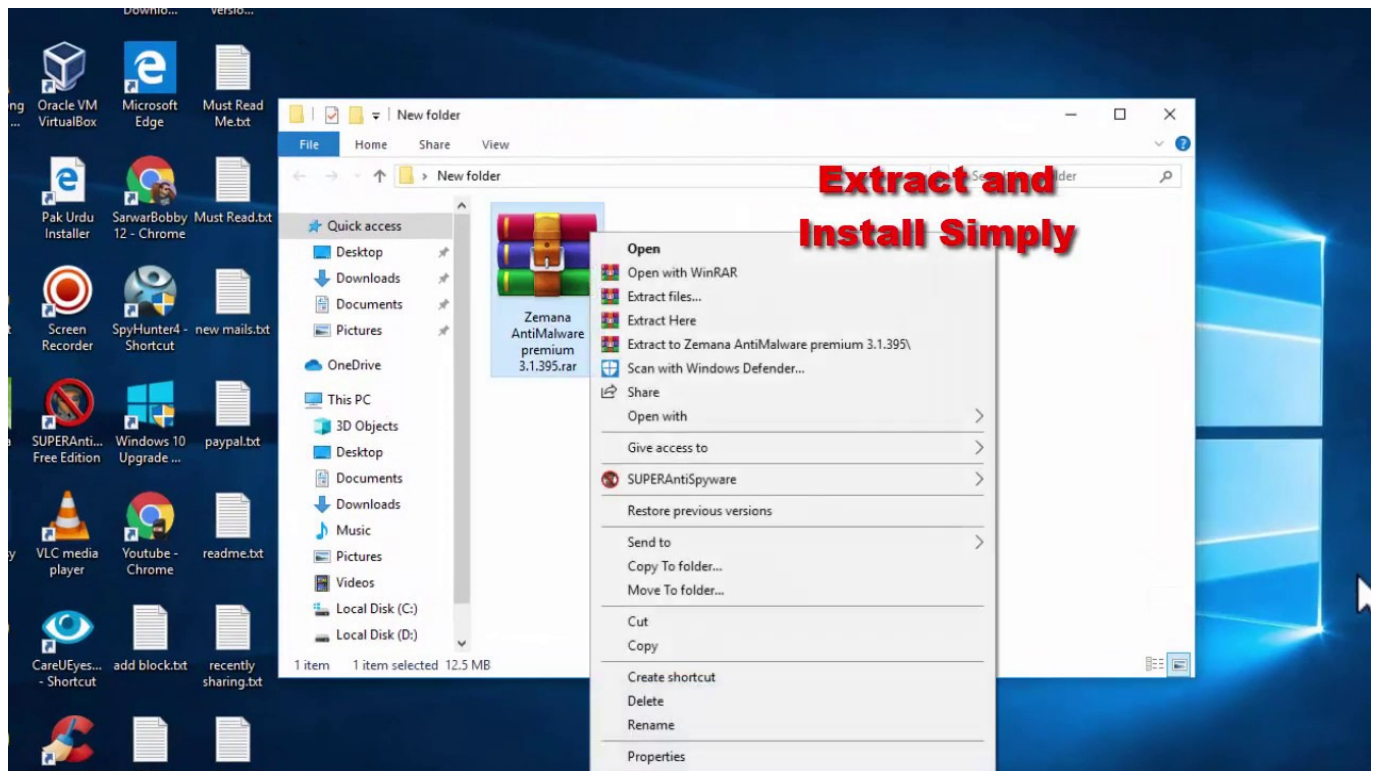 Downlo...
versio...
ng
...
Oracle VM
VirtualBox
Microsoft
Edge
Must Read
Me.txt
Pak Urdu
Installer
SarwarBobby
12 - Chrome
Must Read.txt
t
Screen
Recorder
SpyHunter4 -
Shortcut
new mails.txt
SUPERAnti...
Free Edition
Windows 10
Upgrade ...
paypal.txt
VLC media
player
Youtube -
Chrome
readme.txt
CareUEyes...
- Shortcut
add block.txt
recently
sharing.txt
New folder
File Home Share View
New folder
Extract and
Install Simply
Quick access
Desktop
Downloads
Documents
Pictures
OneDrive
This PC
3D Objects
Desktop
Documents
Downloads
Music
Pictures
Videos
Local Disk (C:)
Local Disk (D:)
1 item 1 item selected 12.5 MB
Zemana
AntiMalware
premium
3.1.395.rar
Open
Open with WinRAR
Extract files...
Extract Here
Extract to Zemana AntiMalware premium 3.1.395\
Scan with Windows Defender...
Share
Open with
Give access to
SUPERAntiSpyware
Restore previous versions
Send to
Copy To folder...
Move To folder...
Cut
Copy
Create shortcut
Delete
Rename
Properties